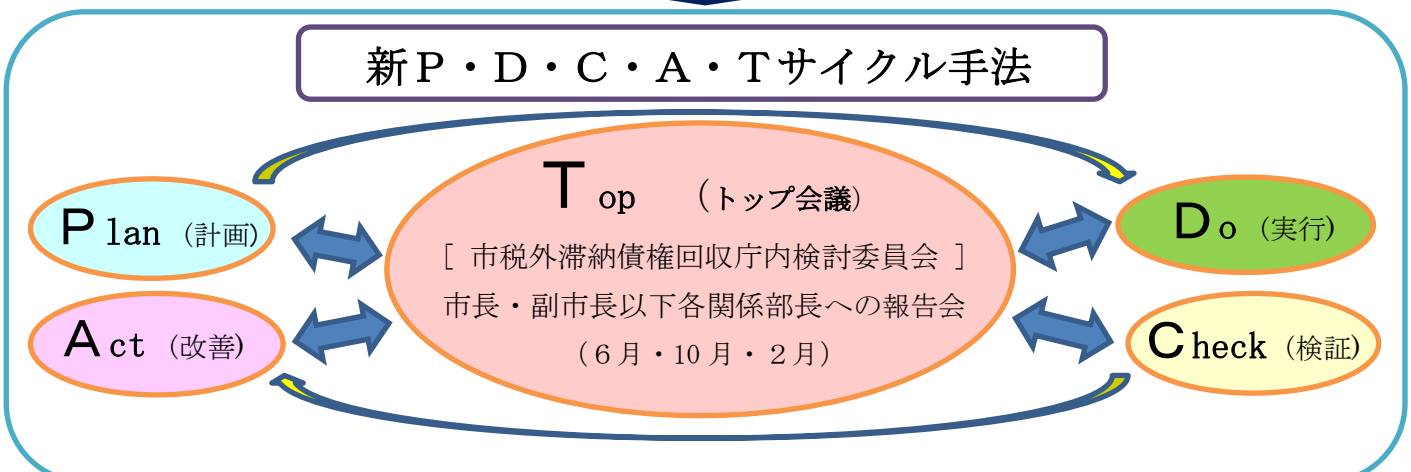 新Ｐ・Ｄ・Ｃ・Ａ・Ｔサイクル手法
Ｔop （トップ会議）
［ 市税外滞納債権回収庁内検討委員会 ］
市長・副市長以下各関係部長への報告会
（６月・10 月・２月）
Ｐlan （計画）
Ｄo （実行）
Ａct （改善）
Ｃheck （検証）